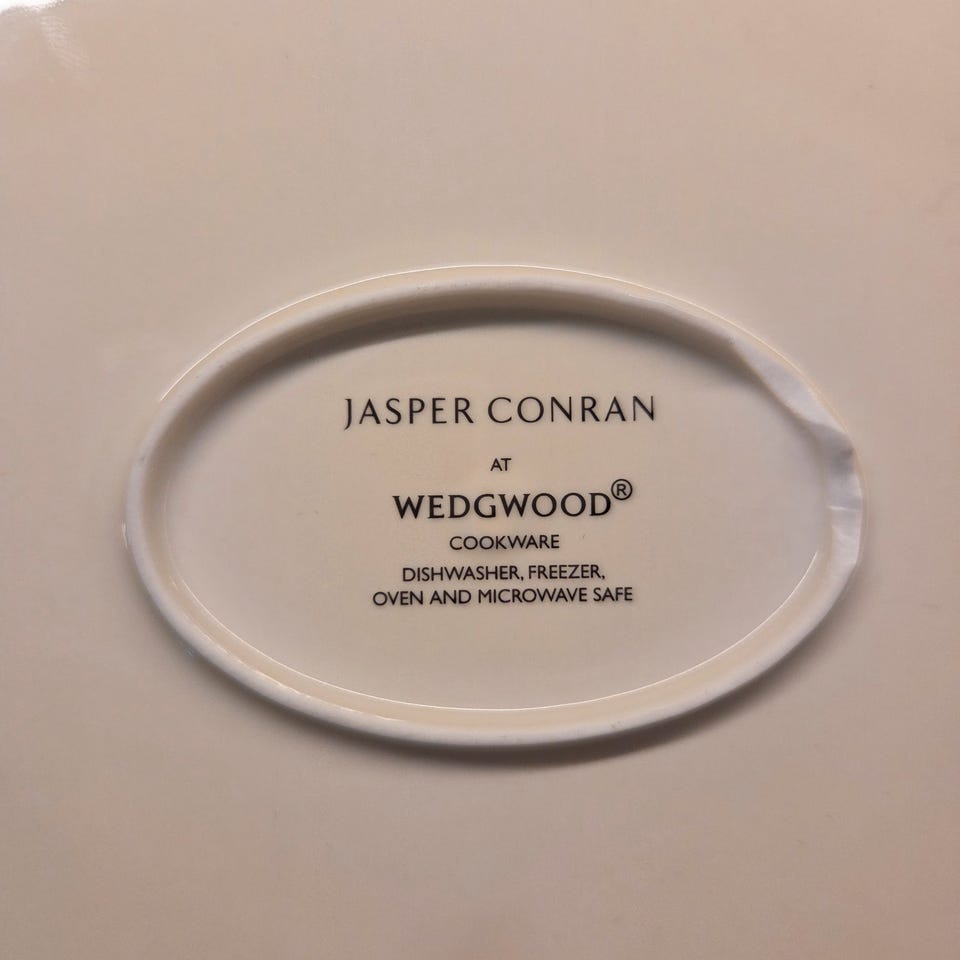 JASPER CONRAN
AT
WEDGWOOD®
COOKWARE
DISHWASHER, FREEZER,
OVEN AND MICROWAVE SAFE